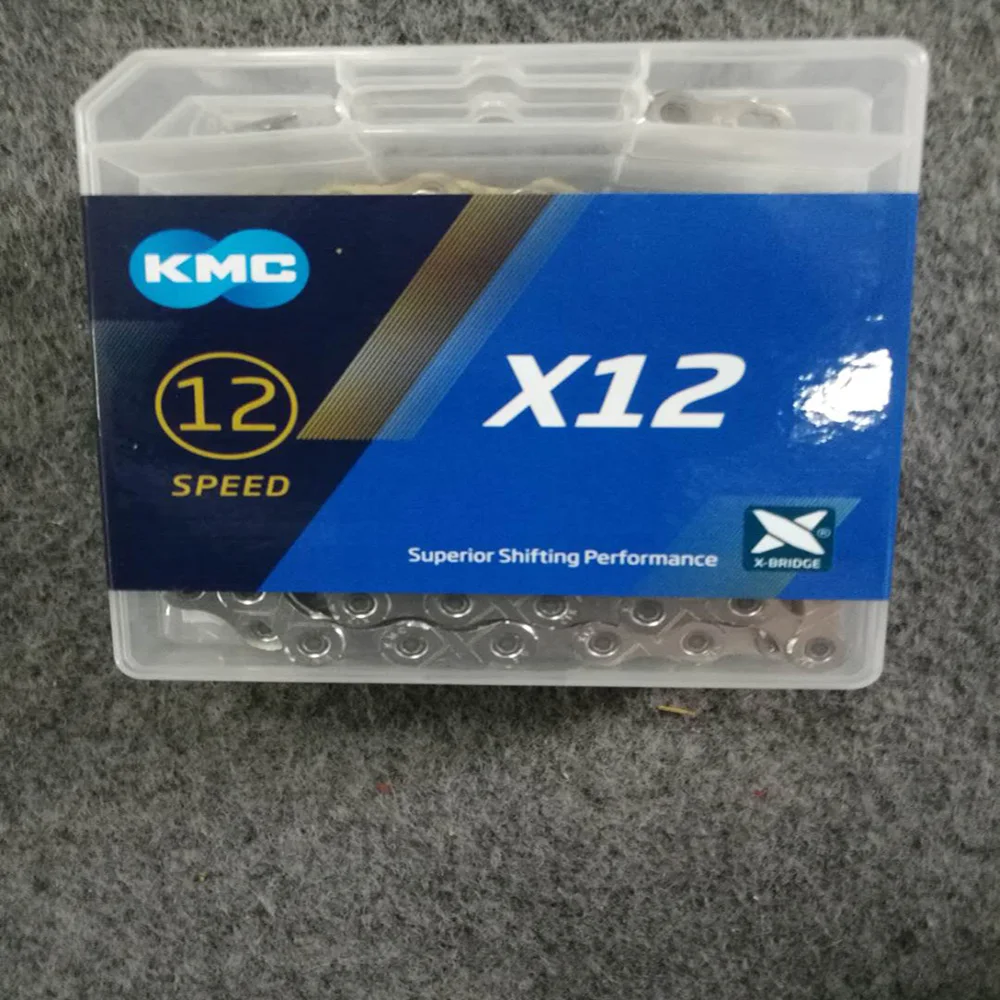 KMC
12
SPEED
X12
Superior Shifting Performance
X®
X-BRIDGE